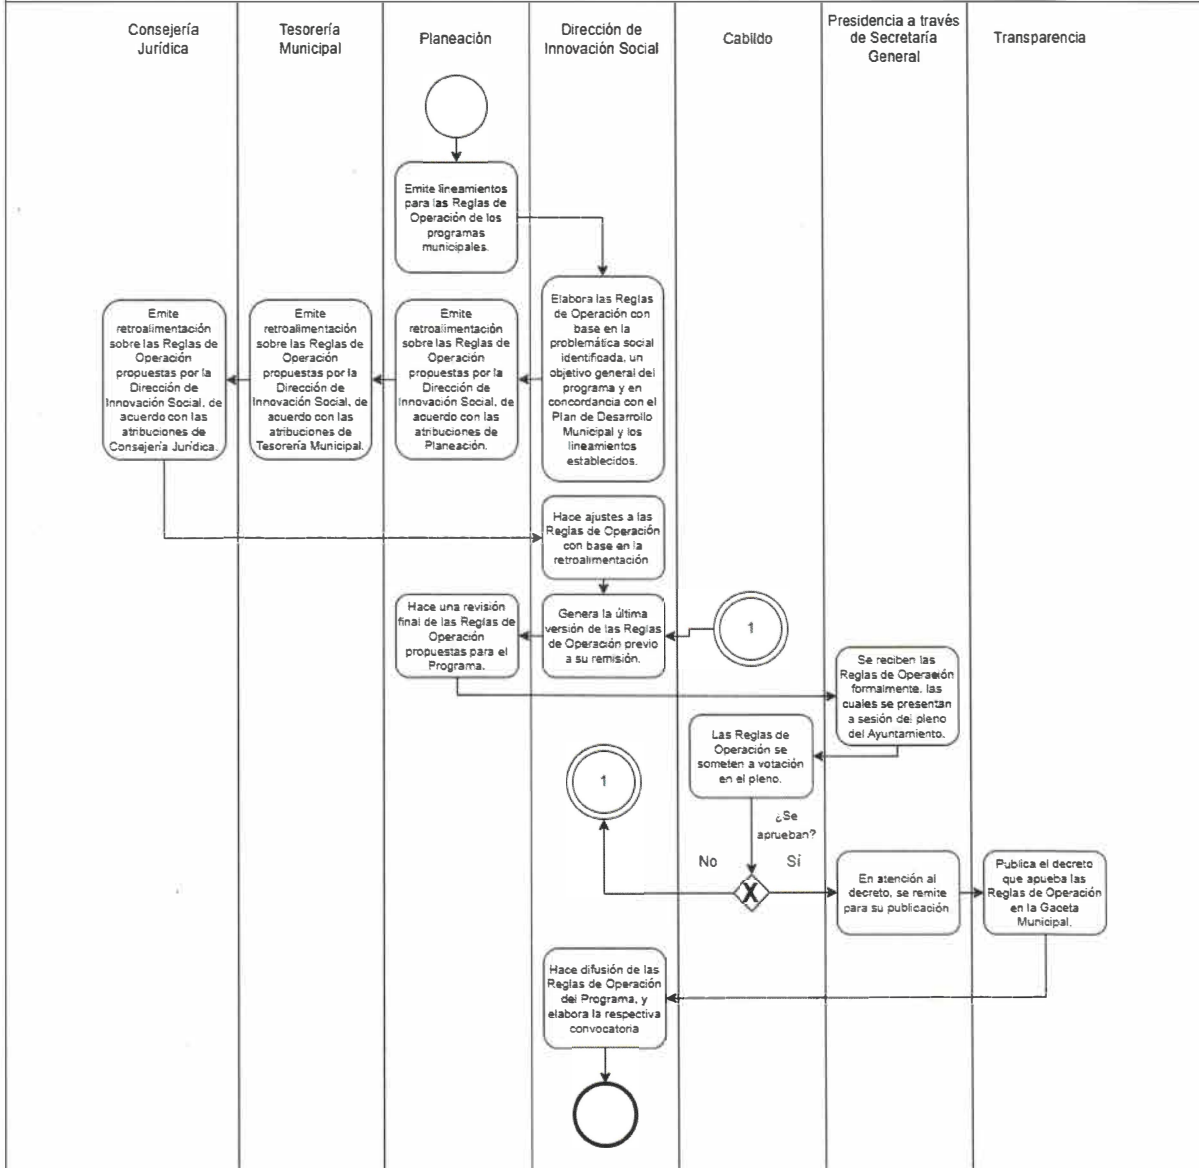 Consejería
Jurídica
Tesorería
Municipal
Planeación
Dirección de
Innovación Social
Cabildo
Presidencia a través
de Secretaría
General
Transparencia
Emite lineamientos
para las Reglas de
Operación de los
programas
municipales.
Emite
retroalimentación
sobre las Reglas de
Operación
propuestas por la
Dirección de
Innovación Social, de
acuerdo con las
atribuciones de
Consejería Jurídica.
Emite
retroalimentación
sobre las Reglas de
Operación
propuestas por la
Dirección de
Innovación Social, de
acuerdo con las
atribuciones de
Tesorería Municipal.
Emite
retroalimentación
sobre las Reglas de
Operación
propuestas por la
Dirección de
Innovación Social, de
acuerdo con las
atribuciones de
Planeación.
Elabora las Reglas
de Operación con
base en la
problemática social
identificada, un
objetivo general del
programa y en
concordancia con el
Plan de Desarrollo
Municipal y los
lineamientos
establecidos.
Hace ajustes a las
Reglas de Operación
con base en la
retroalimentación
Hace una revisión
final de las Reglas de
Operación
propuestas para el
Programa.
Genera la última
versión de las Reglas
de Operación previo
a su remisión.
1
Se reciben las
Reglas de Operación
formalmente, las
cuales se presentan
a sesión del pleno
del Ayuntamiento.
Las Reglas de
Operación se
someten a votación
en el pleno.
1
¿Se
aprueban?
No
Sí
En atención al
decreto, se remite
para su publicación
Publica el decreto
que apueba las
Reglas de Operación
en la Gaceta
Municipal.
X
Hace difusión de las
Reglas de Operación
del Programa, y
elabora la respectiva
convocatoria